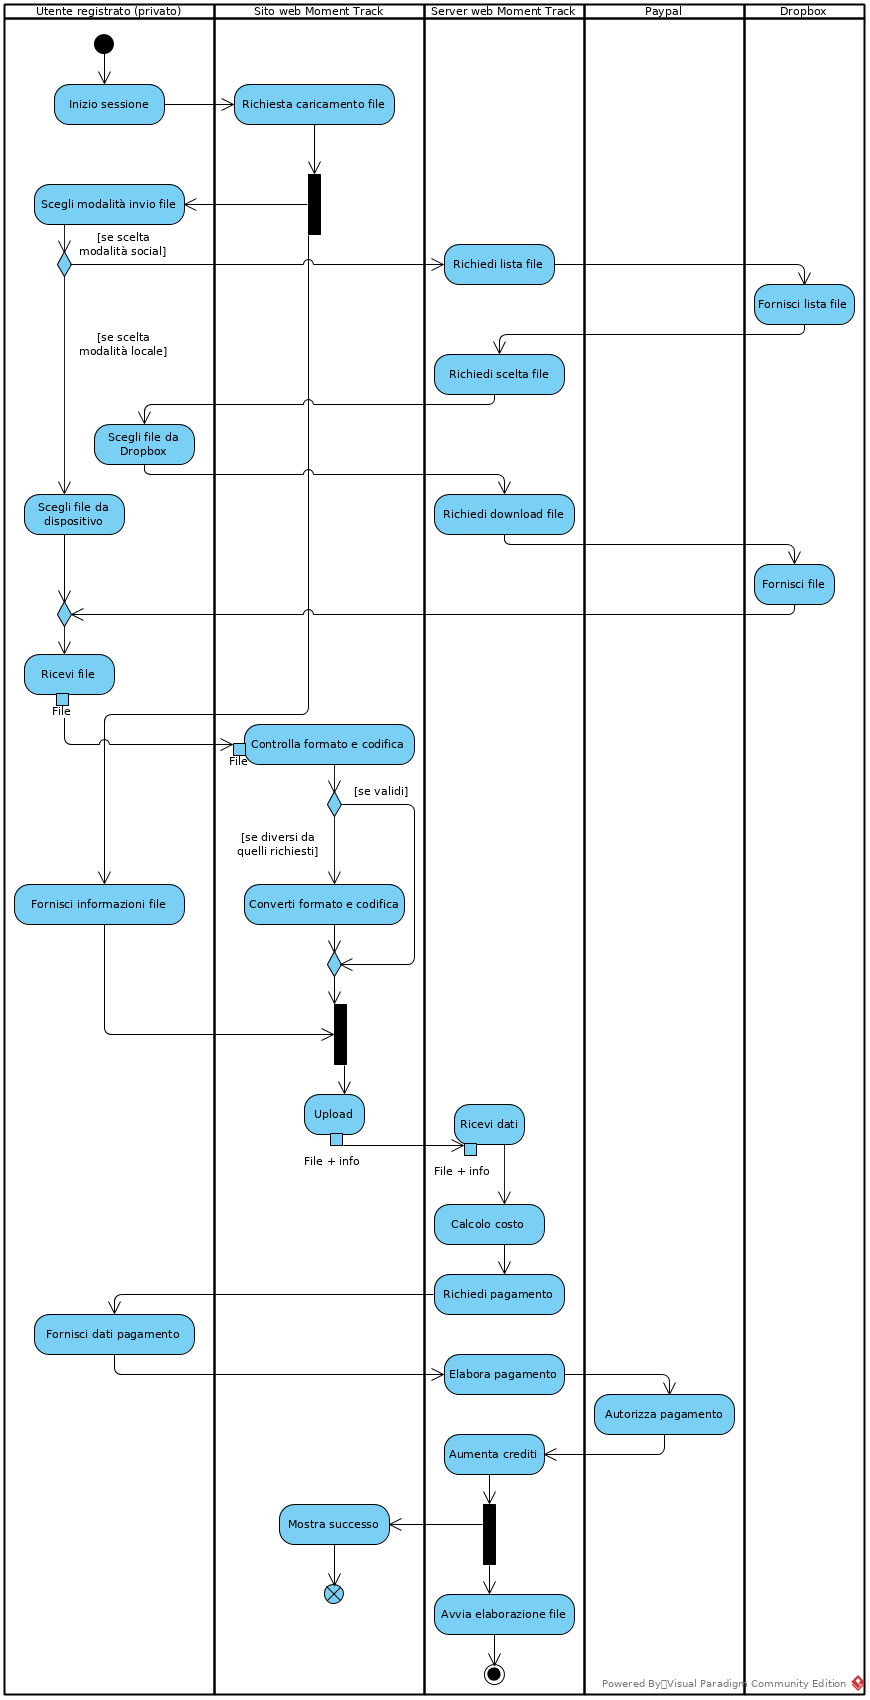 Utente registrato (privato)
Sito web Moment Track
Server web Moment Track
Paypal
Dropbox
Inizio sessione
Richiesta caricamento file
Scegli modalità invio file
[se scelta
modalità social]
Richiedi lista file
Fornisci lista file
[se scelta
modalità locale]
Richiedi scelta file
Scegli file da
Dropbox
Scegli file da
dispositivo
Richiedi download file
Fornisci file
Ricevi file
File
Controlla formato e codifica
File
[se validi]
[se diversi da
quelli richiesti]
Fornisci informazioni file
Converti formato e codifica
Upload
Ricevi dati
File + info
File + info
Calcolo costo
Richiedi pagamento
Fornisci dati pagamento
Elabora pagamento
Autorizza pagamento
Aumenta crediti
Mostra successo
Avvia elaborazione file
Powered By Visual Paradigm Community Edition